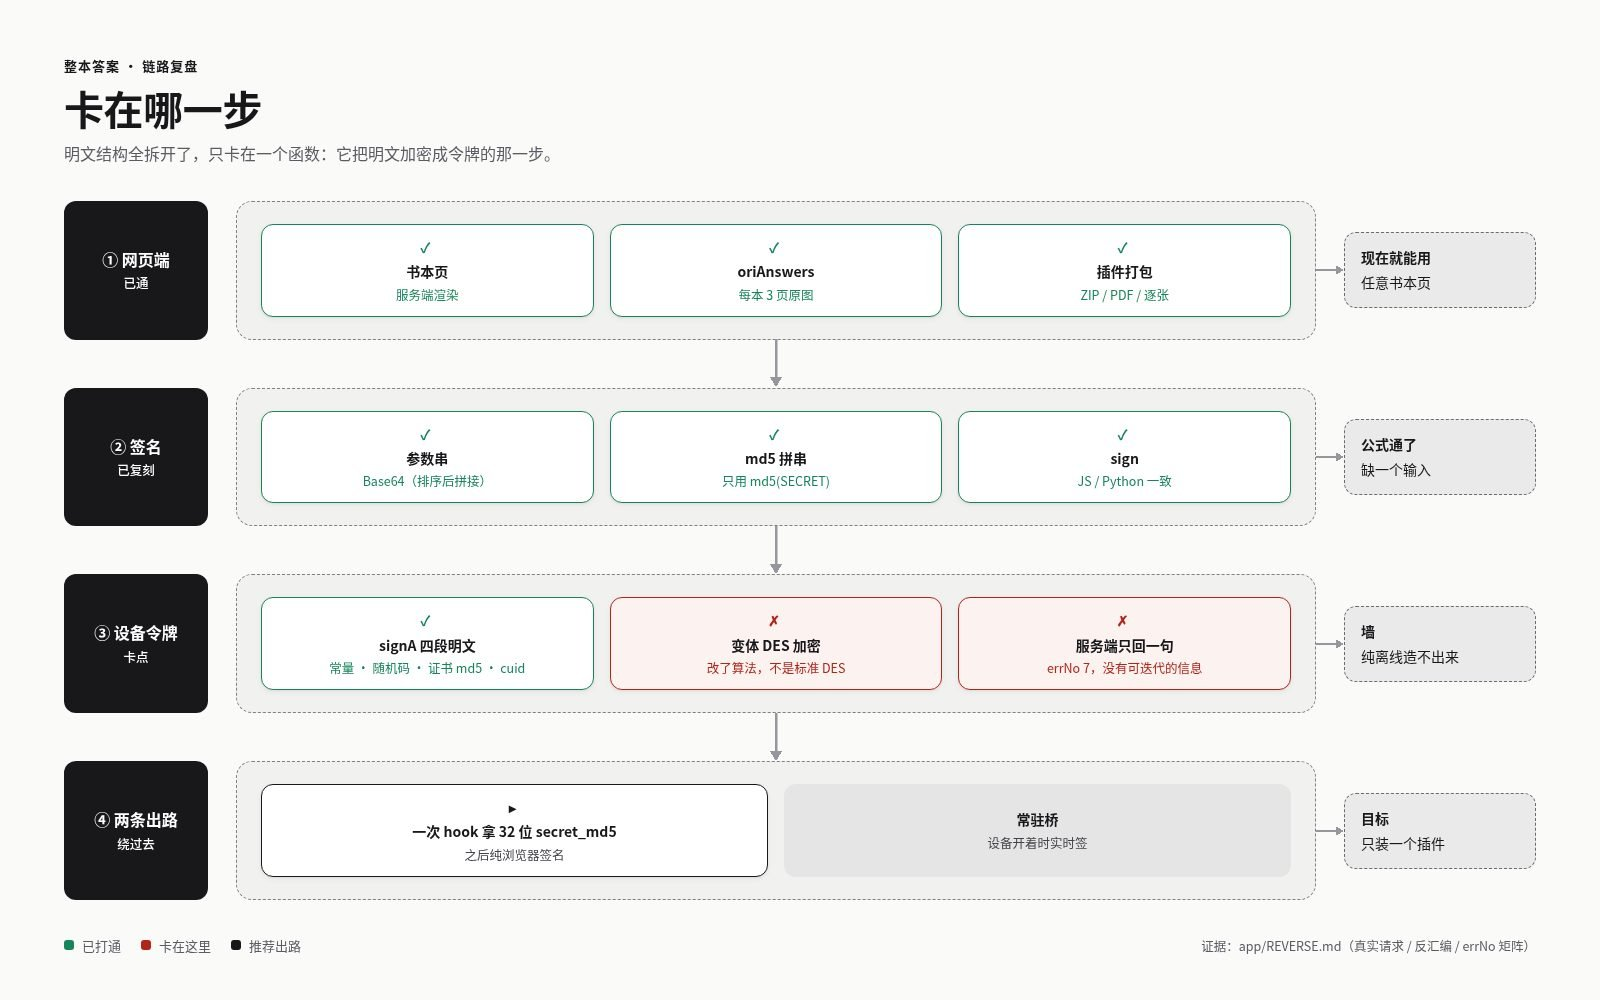 整本答案 · 链路复盘
卡在哪一步
明文结构全拆开了，只卡在一个函数：它把明文加密成令牌的那一步。
① 网页端
已通
✓
书本页
服务端渲染
✓
oriAnswers
每本 3 页原图
✓
插件打包
ZIP / PDF / 逐张
现在就能用
任意书本页
② 签名
已复刻
✓
参数串
Base64（排序后拼接）
✓
md5 拼串
只用 md5(SECRET)
✓
sign
JS / Python 一致
公式通了
缺一个输入
③ 设备令牌
卡点
✓
signA 四段明文
常量 · 随机码 · 证书 md5 · cuid
✗
变体 DES 加密
改了算法，不是标准 DES
✗
服务端只回一句
errNo 7，没有可迭代的信息
墙
纯离线造不出来
④ 两条出路
绕过去
▸
一次 hook 拿 32 位 secret_md5
之后纯浏览器签名
常驻桥
设备开着时实时签
目标
只装一个插件
已打通
卡在这里
推荐出路
证据：app/REVERSE.md（真实请求 / 反汇编 / errNo 矩阵）